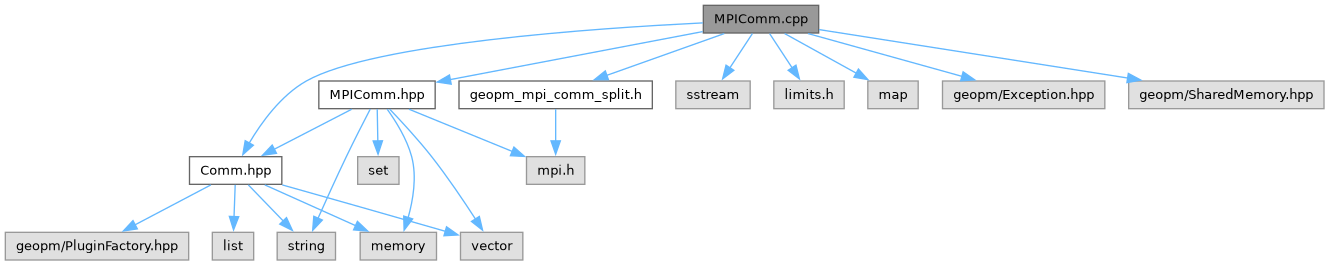 MPIComm.cpp
MPIComm.hpp
geopm_mpi_comm_split.h
sstream
limits.h
map
geopm/Exception.hpp
geopm/SharedMemory.hpp
Comm.hpp
set
mpi.h
geopm/PluginFactory.hpp
list
string
memory
vector